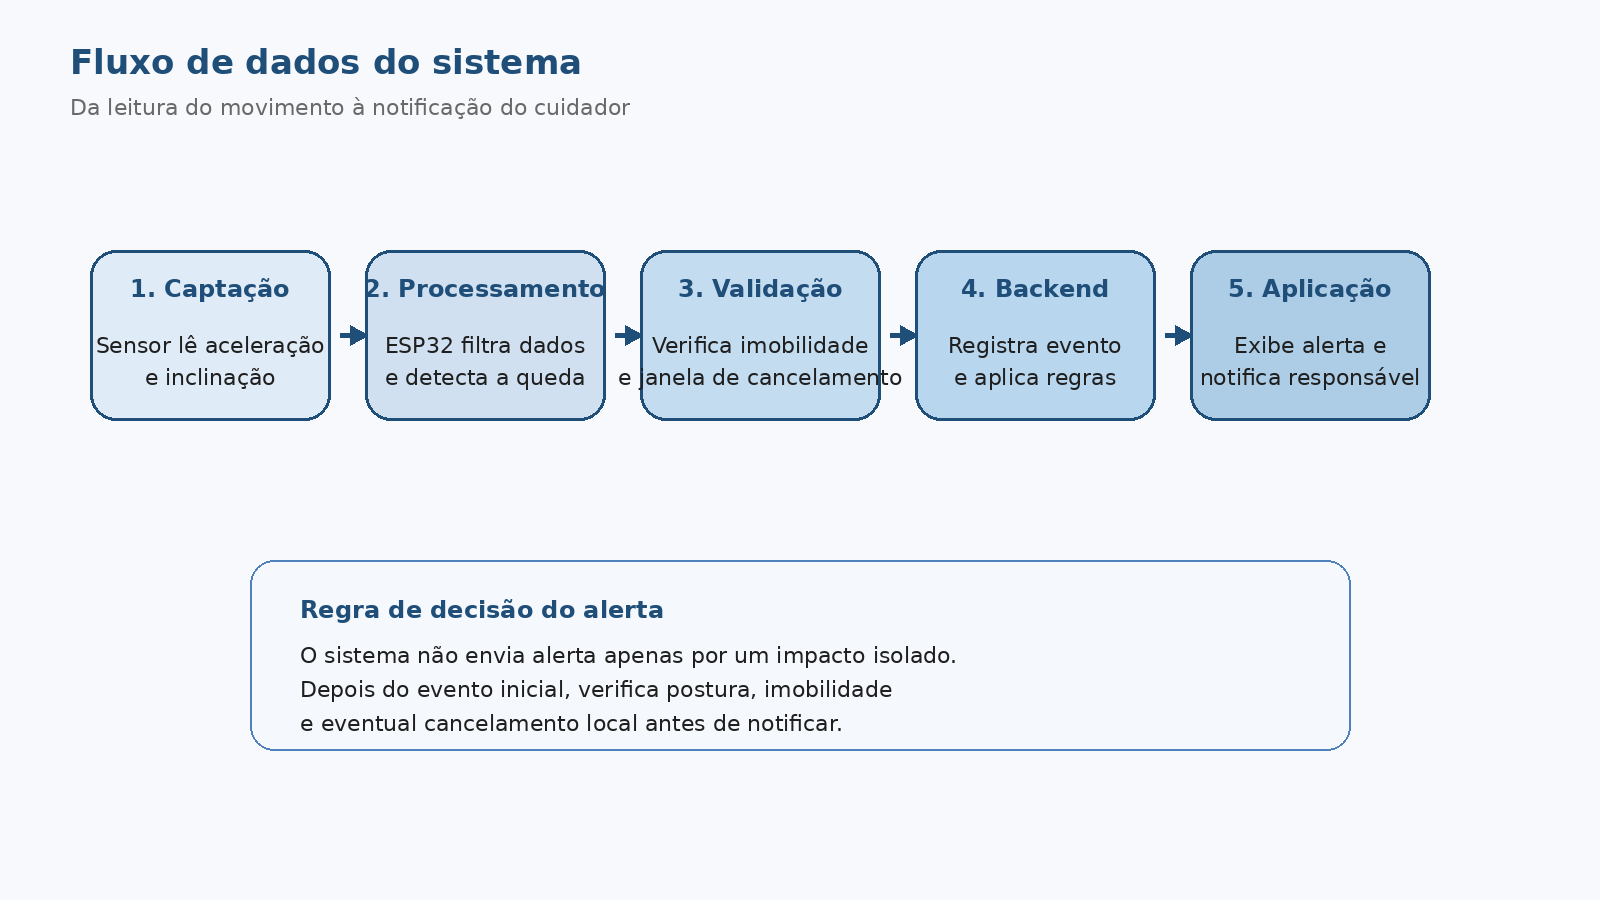 Fluxo de dados do sistema
Da leitura do movimento à notificação do cuidador
1. Captação
Sensor lê aceleração
e inclinação
2. Processamento
ESP32 filtra dados
e detecta a queda
3. Validação
Verifica imobilidade
e janela de cancelamento
4. Backend
Registra evento
e aplica regras
5. Aplicação
Exibe alerta e
notifica responsável
Regra de decisão do alerta
O sistema não envia alerta apenas por um impacto isolado.
Depois do evento inicial, verifica postura, imobilidade
e eventual cancelamento local antes de notificar.